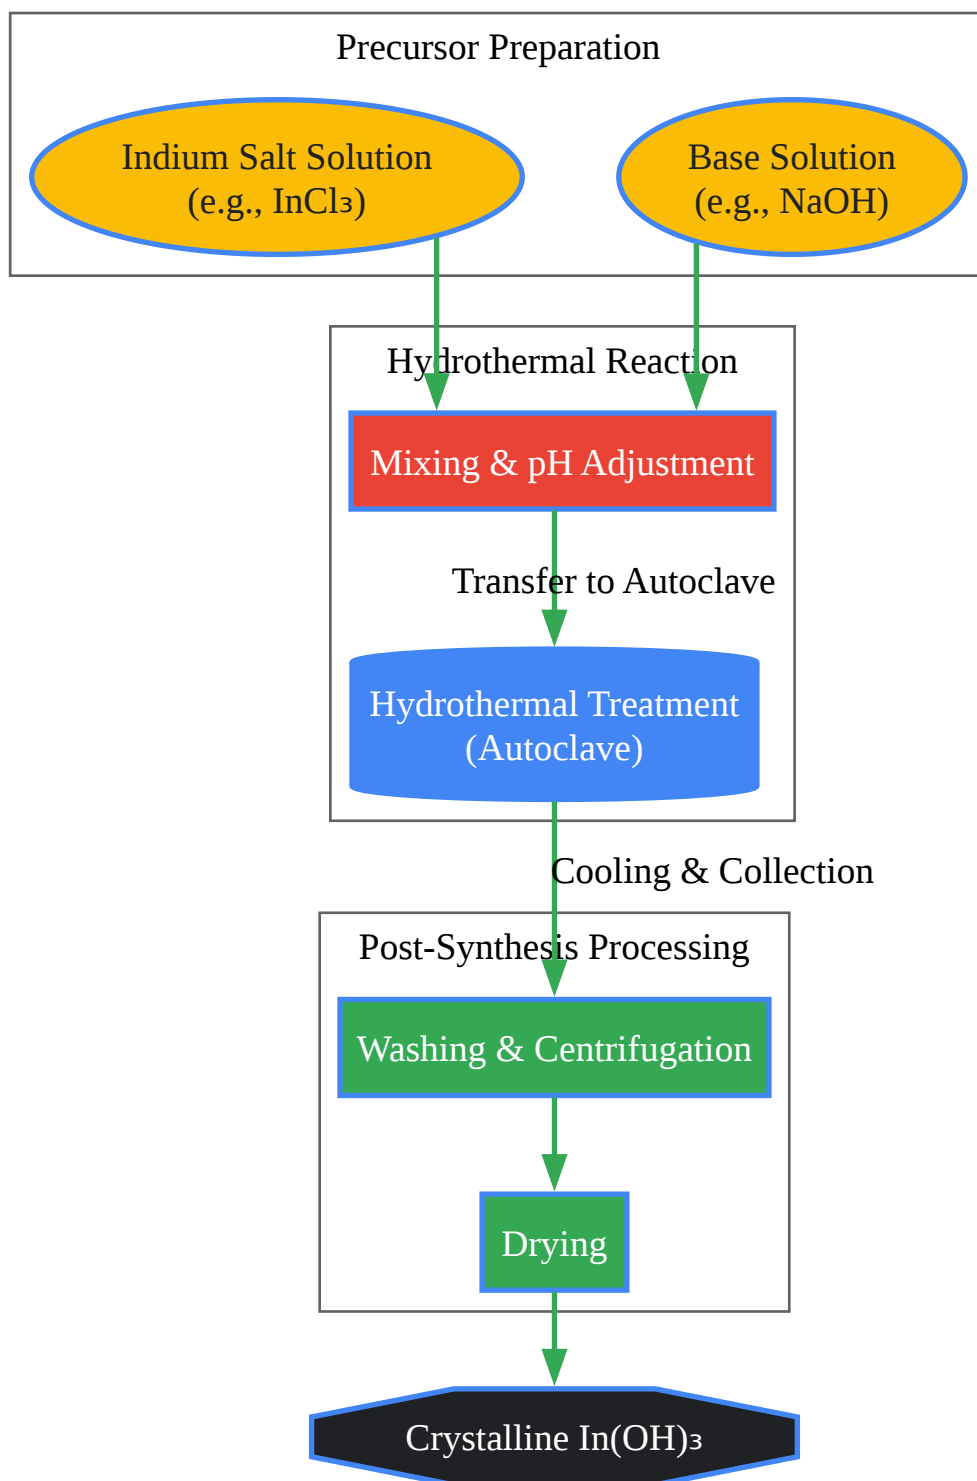 Precursor Preparation
Indium Salt Solution
(e.g., InCl₃)
Base Solution
(e.g., NaOH)
Hydrothermal Reaction
Mixing & pH Adjustment
Transfer to Autoclave
Hydrothermal Treatment
(Autoclave)
Cooling & Collection
Post-Synthesis Processing
Washing & Centrifugation
Drying
Crystalline In(OH)₃